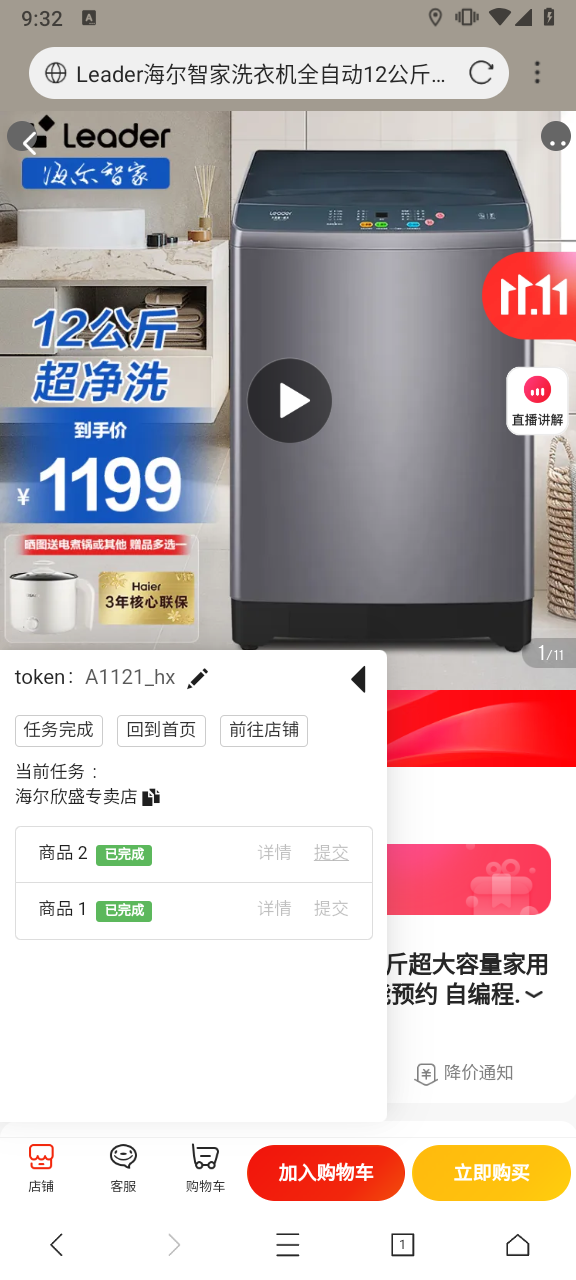 9:32
A
Leader海尔智家洗衣机全自动12公斤...
Leader
海尔智家
11.11
12公斤
超净洗
到手价
¥1199
直播讲解
晒图送电煮锅或其他 赠品多选一
Haier
3年核心联保
1/11
token: A1121_hx
任务完成
回到首页
前往店铺
当前任务：
海尔欣盛专卖店
商品 2 已完成 详情 提交
商品 1 已完成 详情 提交
斤超大容量家用
预约 自编程.
降价通知
店铺
客服
购物车
加入购物车
立即购买
1